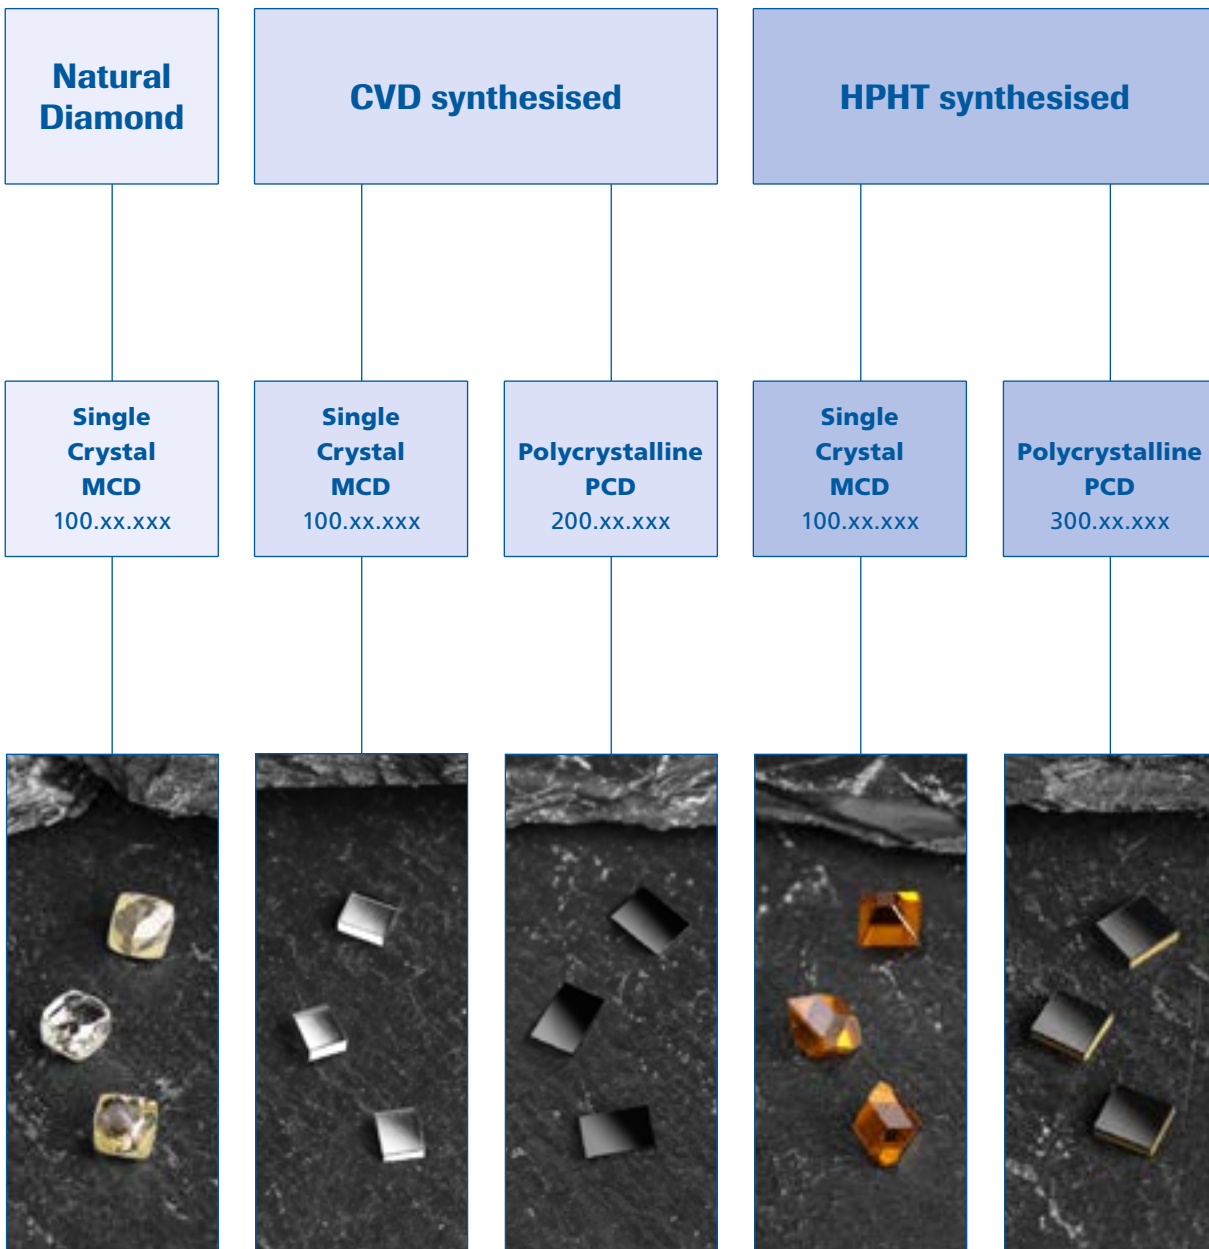 Natural
Diamond
CVD synthesised
HPHT synthesised
Single
Crystal
MCD
100.xx.xxx
Single
Crystal
MCD
100.xx.xxx
Polycrystalline
PCD
200.xx.xxx
Single
Crystal
MCD
100.xx.xxx
Polycrystalline
PCD
300.xx.xxx